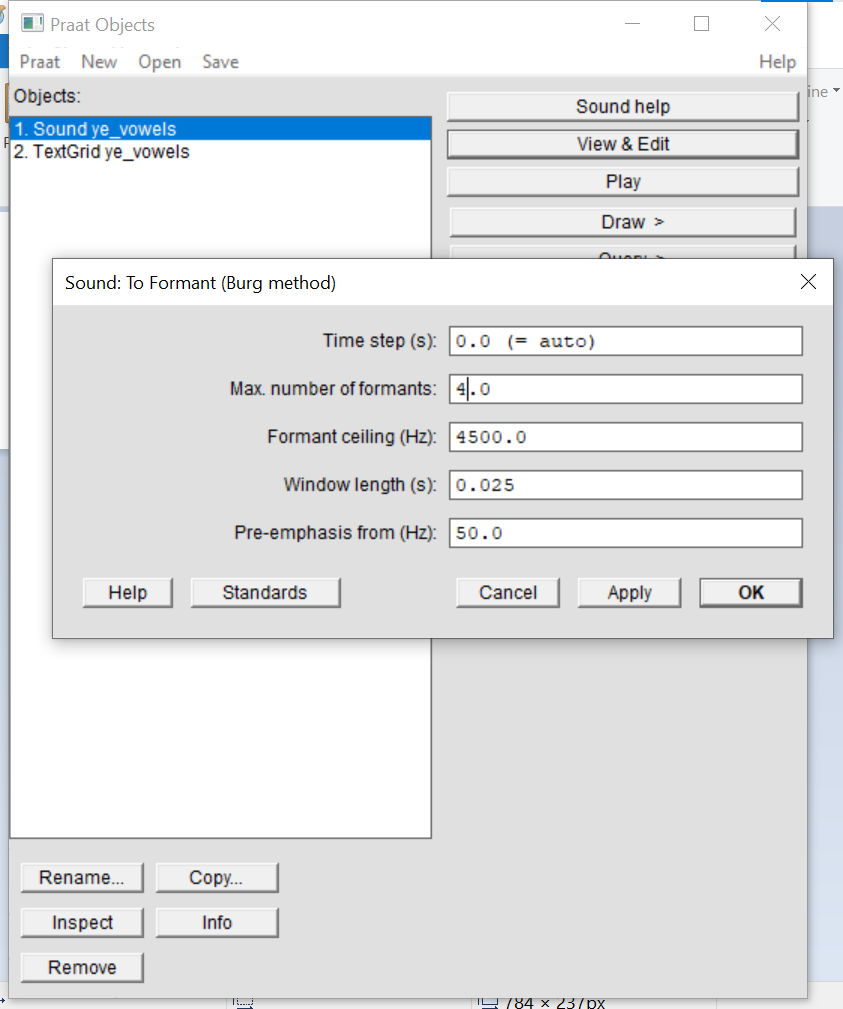 Praat Objects
Praat New Open Save Help
ine
Objects:
1. Sound ye_vowels
2. TextGrid ye_vowels
Sound help
View & Edit
Play
Draw >
Sound: To Formant (Burg method)
Time step (s): 0.0 (= auto)
Max. number of formants: 4.0
Formant ceiling (Hz): 4500.0
Window length (s): 0.025
Pre-emphasis from (Hz): 50.0
Help Standards Cancel Apply OK
Rename... Copy...
Inspect Info
Remove
784 × 237px